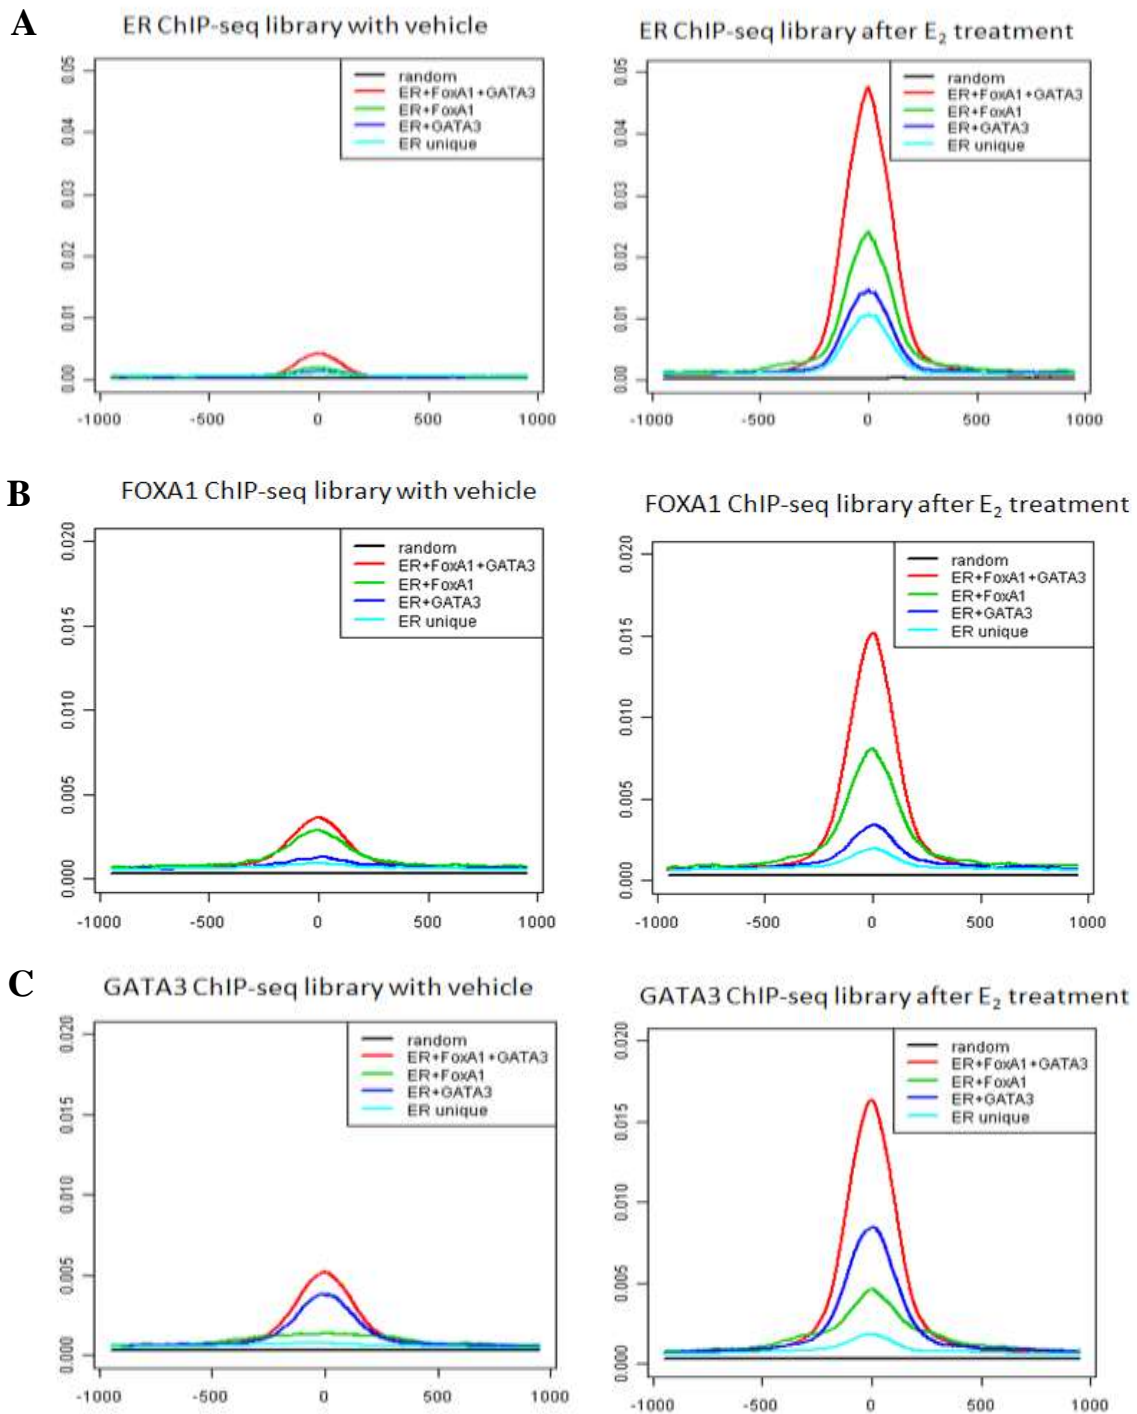 A
ER ChIP-seq library with vehicle
0.05
0.04
0.03
0.02
0.01
0.00
random
ER+FoxA1+GATA3
ER+FoxA1
ER+GATA3
ER unique
-1000
-500
0
500
1000
ER ChIP-seq library after E₂ treatment
0.05
0.04
0.03
0.02
0.01
0.00
random
ER+FoxA1+GATA3
ER+FoxA1
ER+GATA3
ER unique
-1000
-500
0
500
1000
B
FOXA1 ChIP-seq library with vehicle
0.020
0.015
0.010
0.005
0.000
random
ER+FoxA1+GATA3
ER+FoxA1
ER+GATA3
ER unique
-1000
-500
0
500
1000
FOXA1 ChIP-seq library after E₂ treatment
0.020
0.015
0.010
0.005
0.000
random
ER+FoxA1+GATA3
ER+FoxA1
ER+GATA3
ER unique
-1000
-500
0
500
1000
C
GATA3 ChIP-seq library with vehicle
0.020
0.015
0.010
0.005
0.000
random
ER+FoxA1+GATA3
ER+FoxA1
ER+GATA3
ER unique
-1000
-500
0
500
1000
GATA3 ChIP-seq library after E₂ treatment
0.020
0.015
0.010
0.005
0.000
random
ER+FoxA1+GATA3
ER+FoxA1
ER+GATA3
ER unique
-1000
-500
0
500
1000